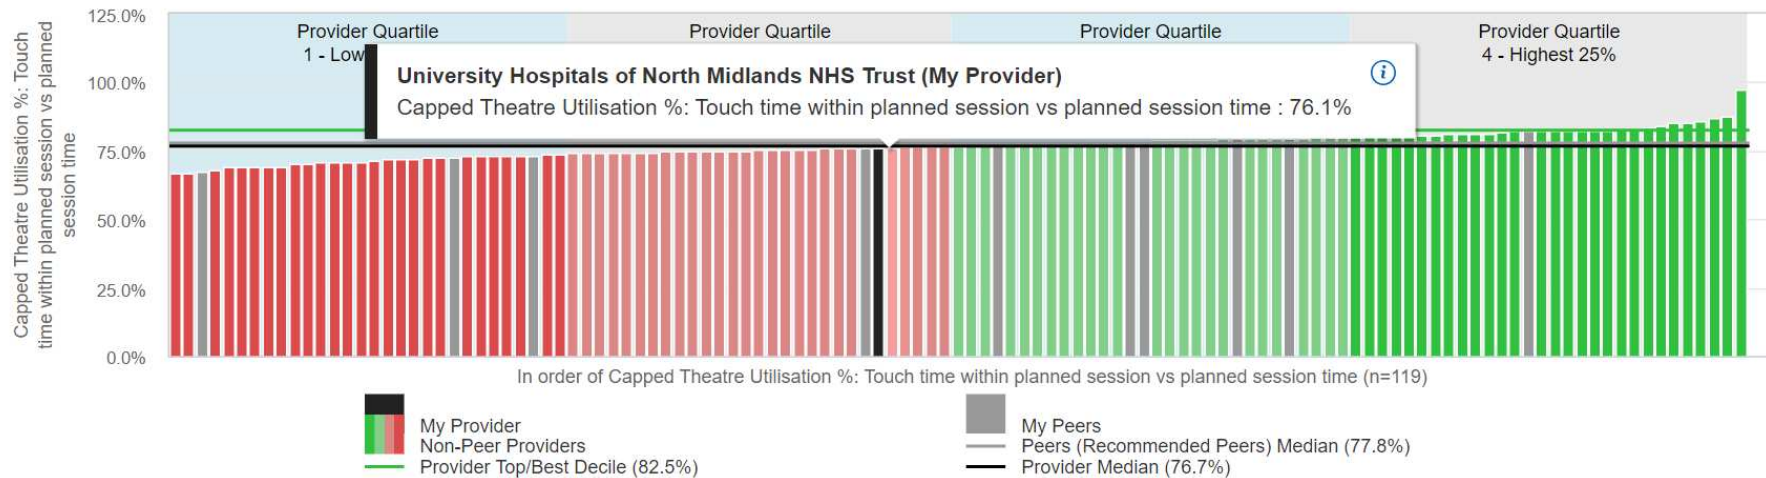 Capped Theatre Utilisation %: Touch
time within planned session vs planned
session time
125.0%
100.0%
75.0%
50.0%
25.0%
0.0%
Provider Quartile
1 - Low
Provider Quartile
Provider Quartile
Provider Quartile
4 - Highest 25%
University Hospitals of North Midlands NHS Trust (My Provider)
i
Capped Theatre Utilisation %: Touch time within planned session vs planned session time : 76.1%
In order of Capped Theatre Utilisation %: Touch time within planned session vs planned session time (n=119)
My Provider
Non-Peer Providers
Provider Top/Best Decile (82.5%)
My Peers
Peers (Recommended Peers) Median (77.8%)
Provider Median (76.7%)